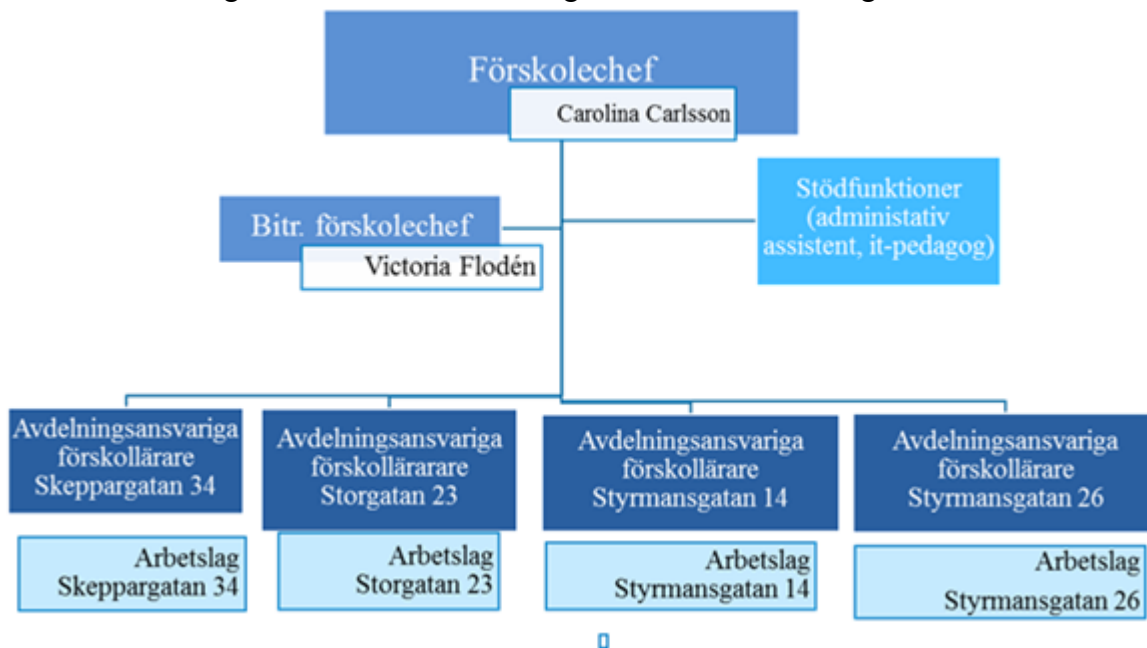 Förskolechef
Carolina Carlsson
Bitr. förskolechef
Victoria Flodén
Stödfunktioner
(administativ
assistent, it-pedagog)
Avdelningsansvariga
förskollärare
Skeppargatan 34
Arbetslag
Skeppargatan 34
Avdelningsansvariga
förskollärarare
Storgatan 23
Arbetslag
Storgatan 23
Avdelningsansvariga
förskollärare
Styrmansgatan 14
Arbetslag
Styrmansgatan 14
Avdelningsansvariga
förskollärare
Styrmansgatan 26
Arbetslag
Styrmansgatan 26